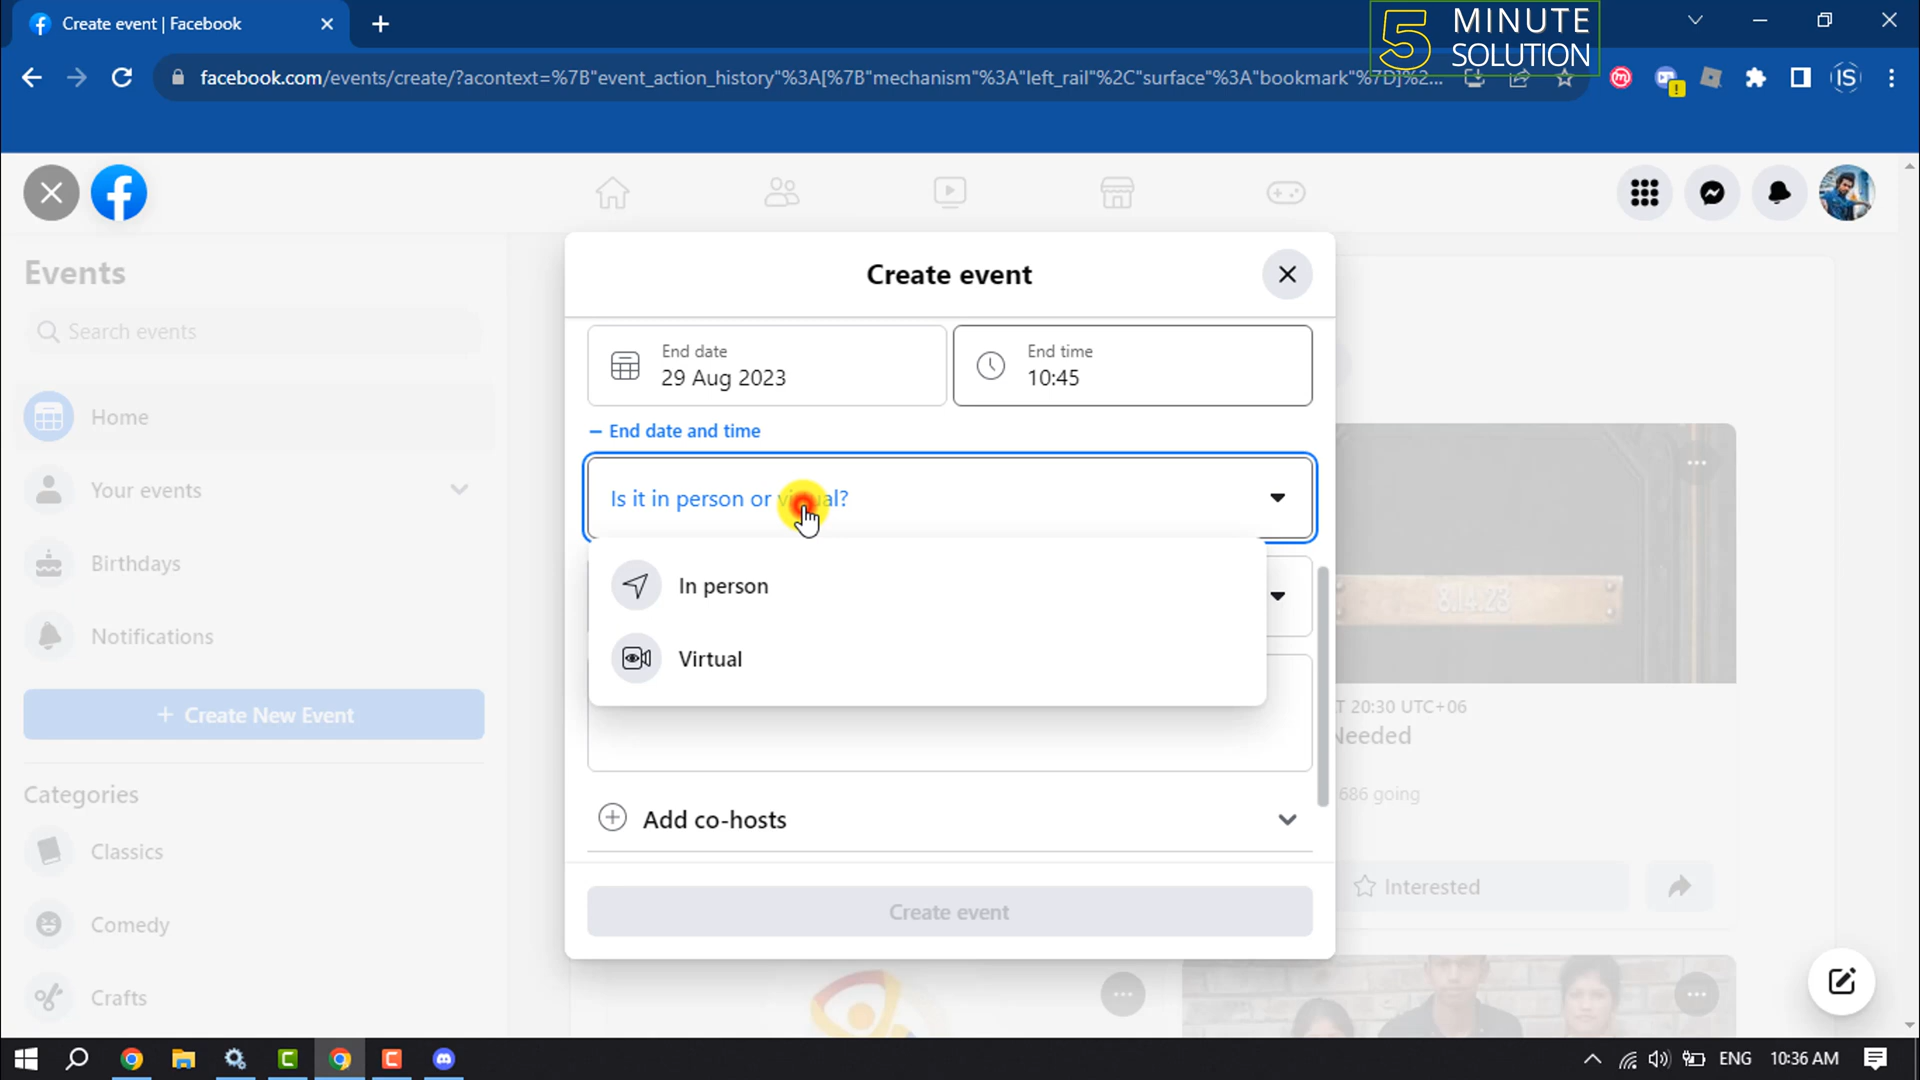 Create event | Facebook
5 MINUTE SOLUTION
facebook.com/events/create/?acontext=%7B"event_action_history"%3A[%7B"mechanism"%3A"left_rail"%2C"surface"%3A"bookmark"%7D]%2...
IS
Events
Search events
Home
Your events
Birthdays
Notifications
+ Create New Event
Categories
Classics
Comedy
Crafts
Create event
End date
29 Aug 2023
End time
10:45
− End date and time
Is it in person or virtual?
In person
Virtual
Add co-hosts
Create event
8.14.23
T 20:30 UTC+06
Needed
686 going
Interested
ENG
10:36 AM